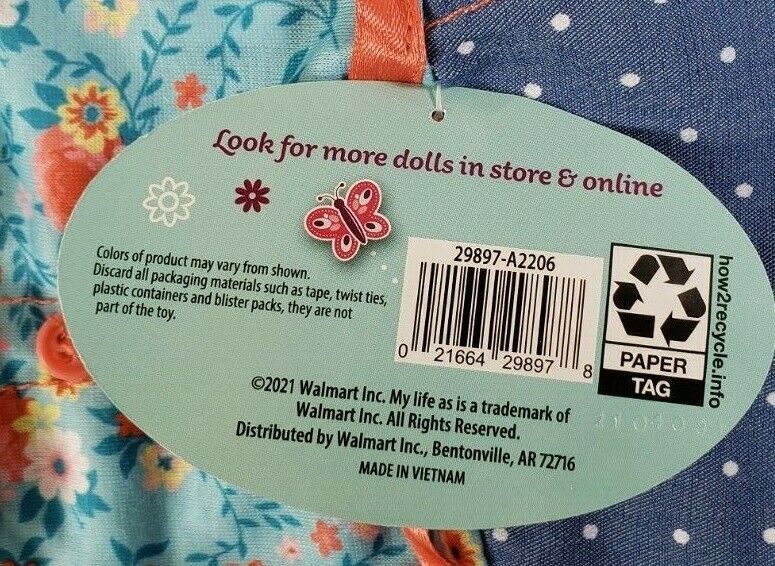 Look for more dolls in store & online
Colors of product may vary from shown.
Discard all packaging materials such as tape, twist ties,
plastic containers and blister packs, they are not
part of the toy.
29897-A2206
0 21664 29897 8
how2recycle.info
PAPER
TAG
©2021 Walmart Inc. My life as is a trademark of
Walmart Inc. All Rights Reserved.
Distributed by Walmart Inc., Bentonville, AR 72716
MADE IN VIETNAM